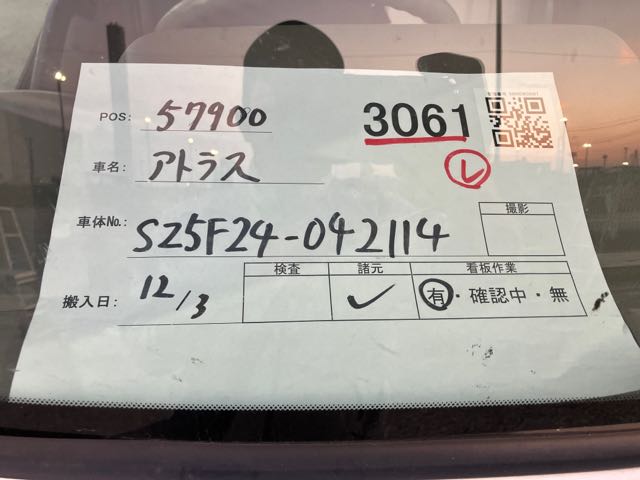 POS: 57900
3061
車名: アトラス
レ
車体No.: SZ5F24-042114
撮影
検査 諸元 看板作業
搬入日: 12/3
✓
有・確認中・無